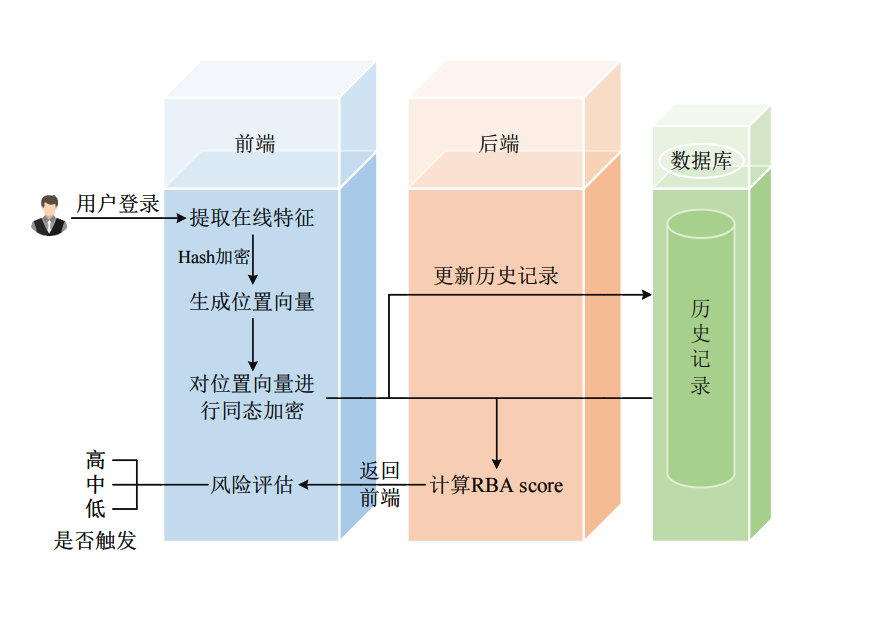 前端
后端
数据库
用户登录
提取在线特征
Hash加密
生成位置向量
更新历史记录
对位置向量进
行同态加密
历
史
记
录
高
中
低
是否触发
风险评估
返回
前端
计算RBA score